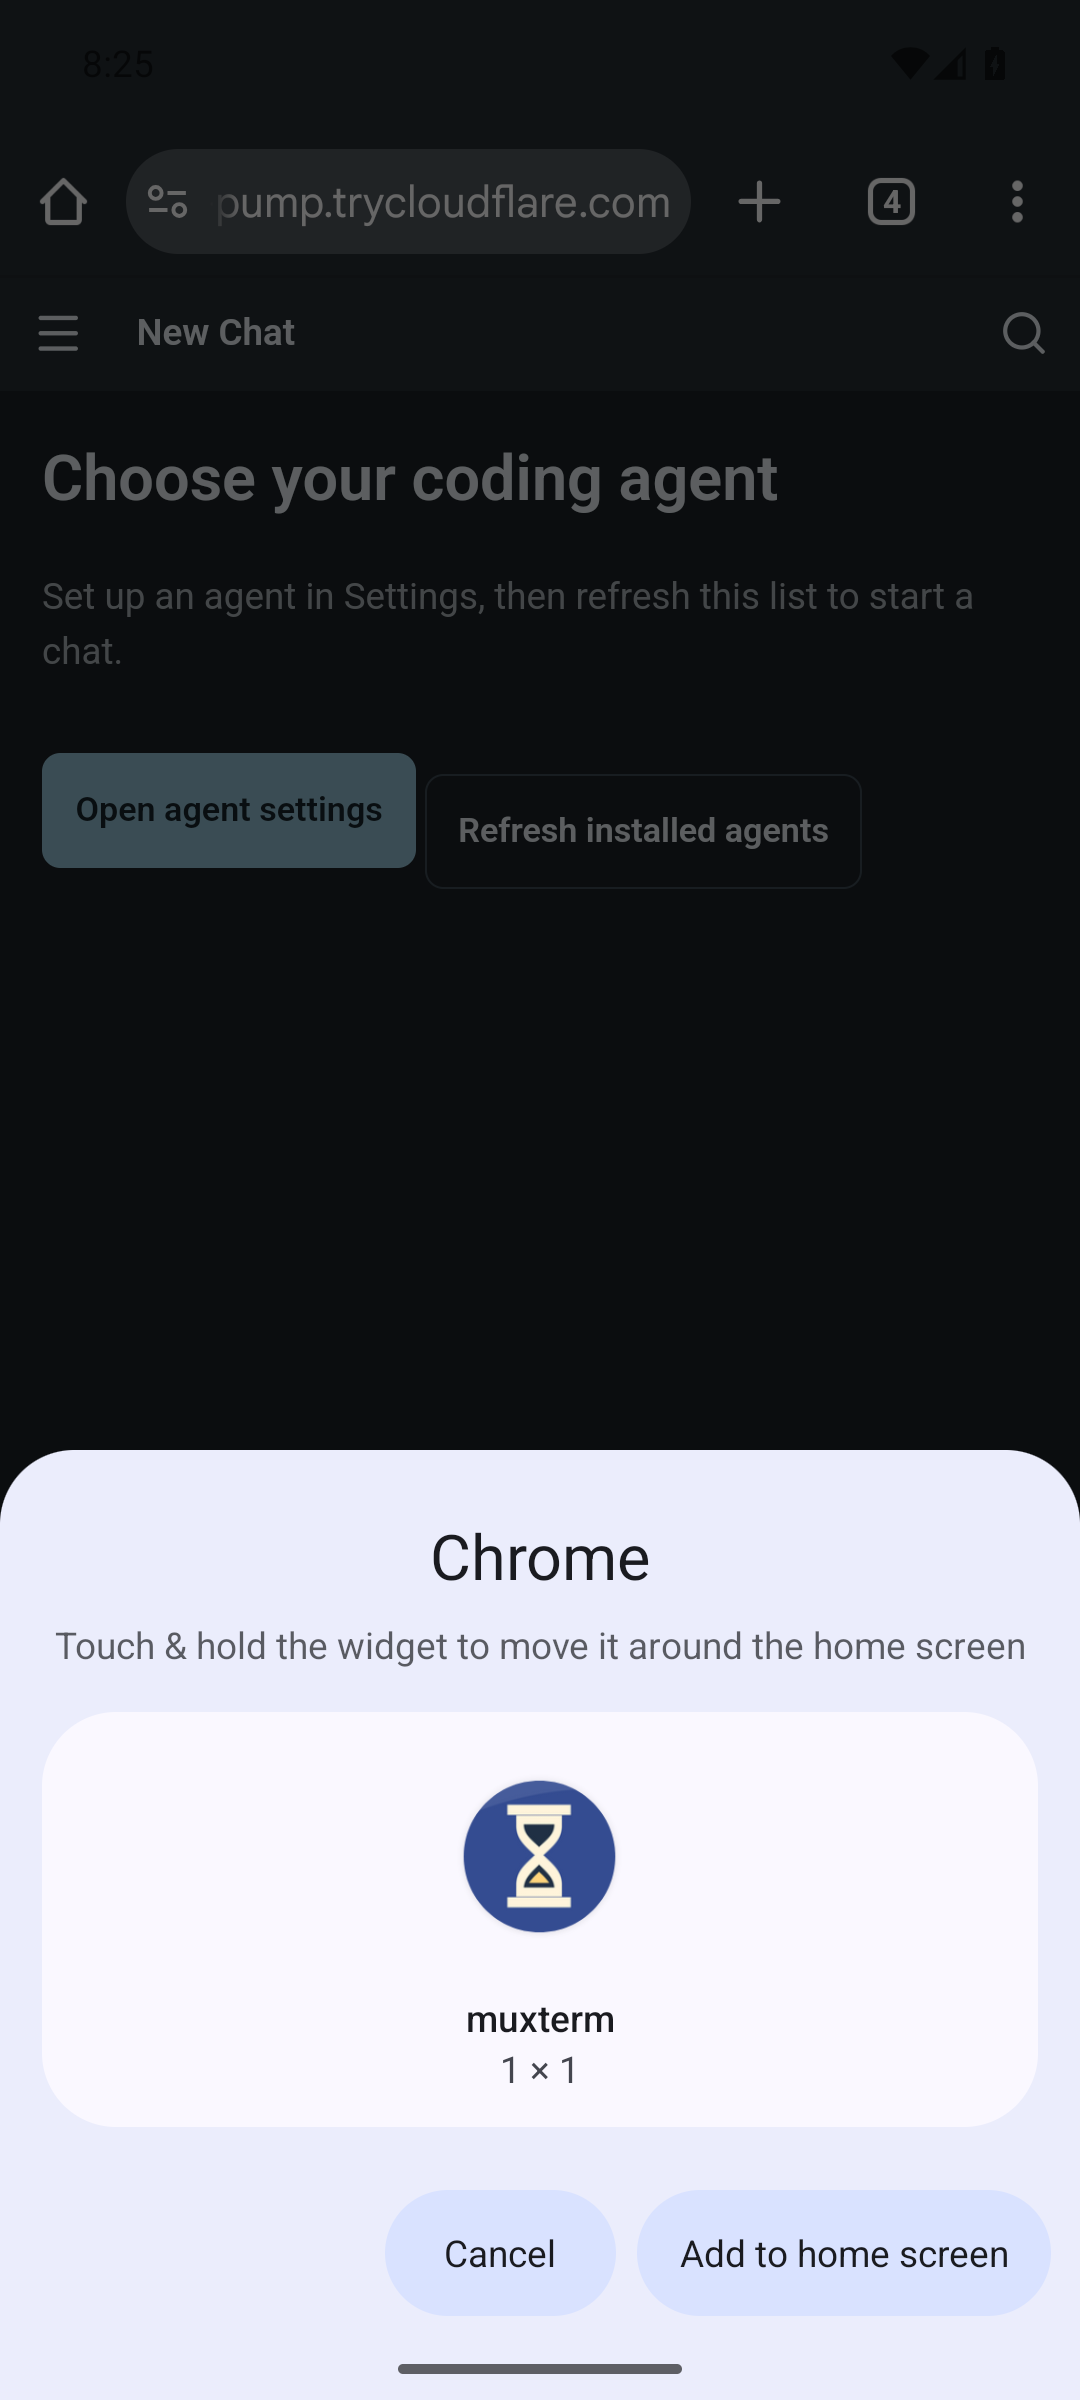 8:25
pump.trycloudflare.com
4
New Chat
Choose your coding agent
Set up an agent in Settings, then refresh this list to start a
chat.
Open agent settings
Refresh installed agents
Chrome
Touch & hold the widget to move it around the home screen
muxterm
1 × 1
Cancel
Add to home screen